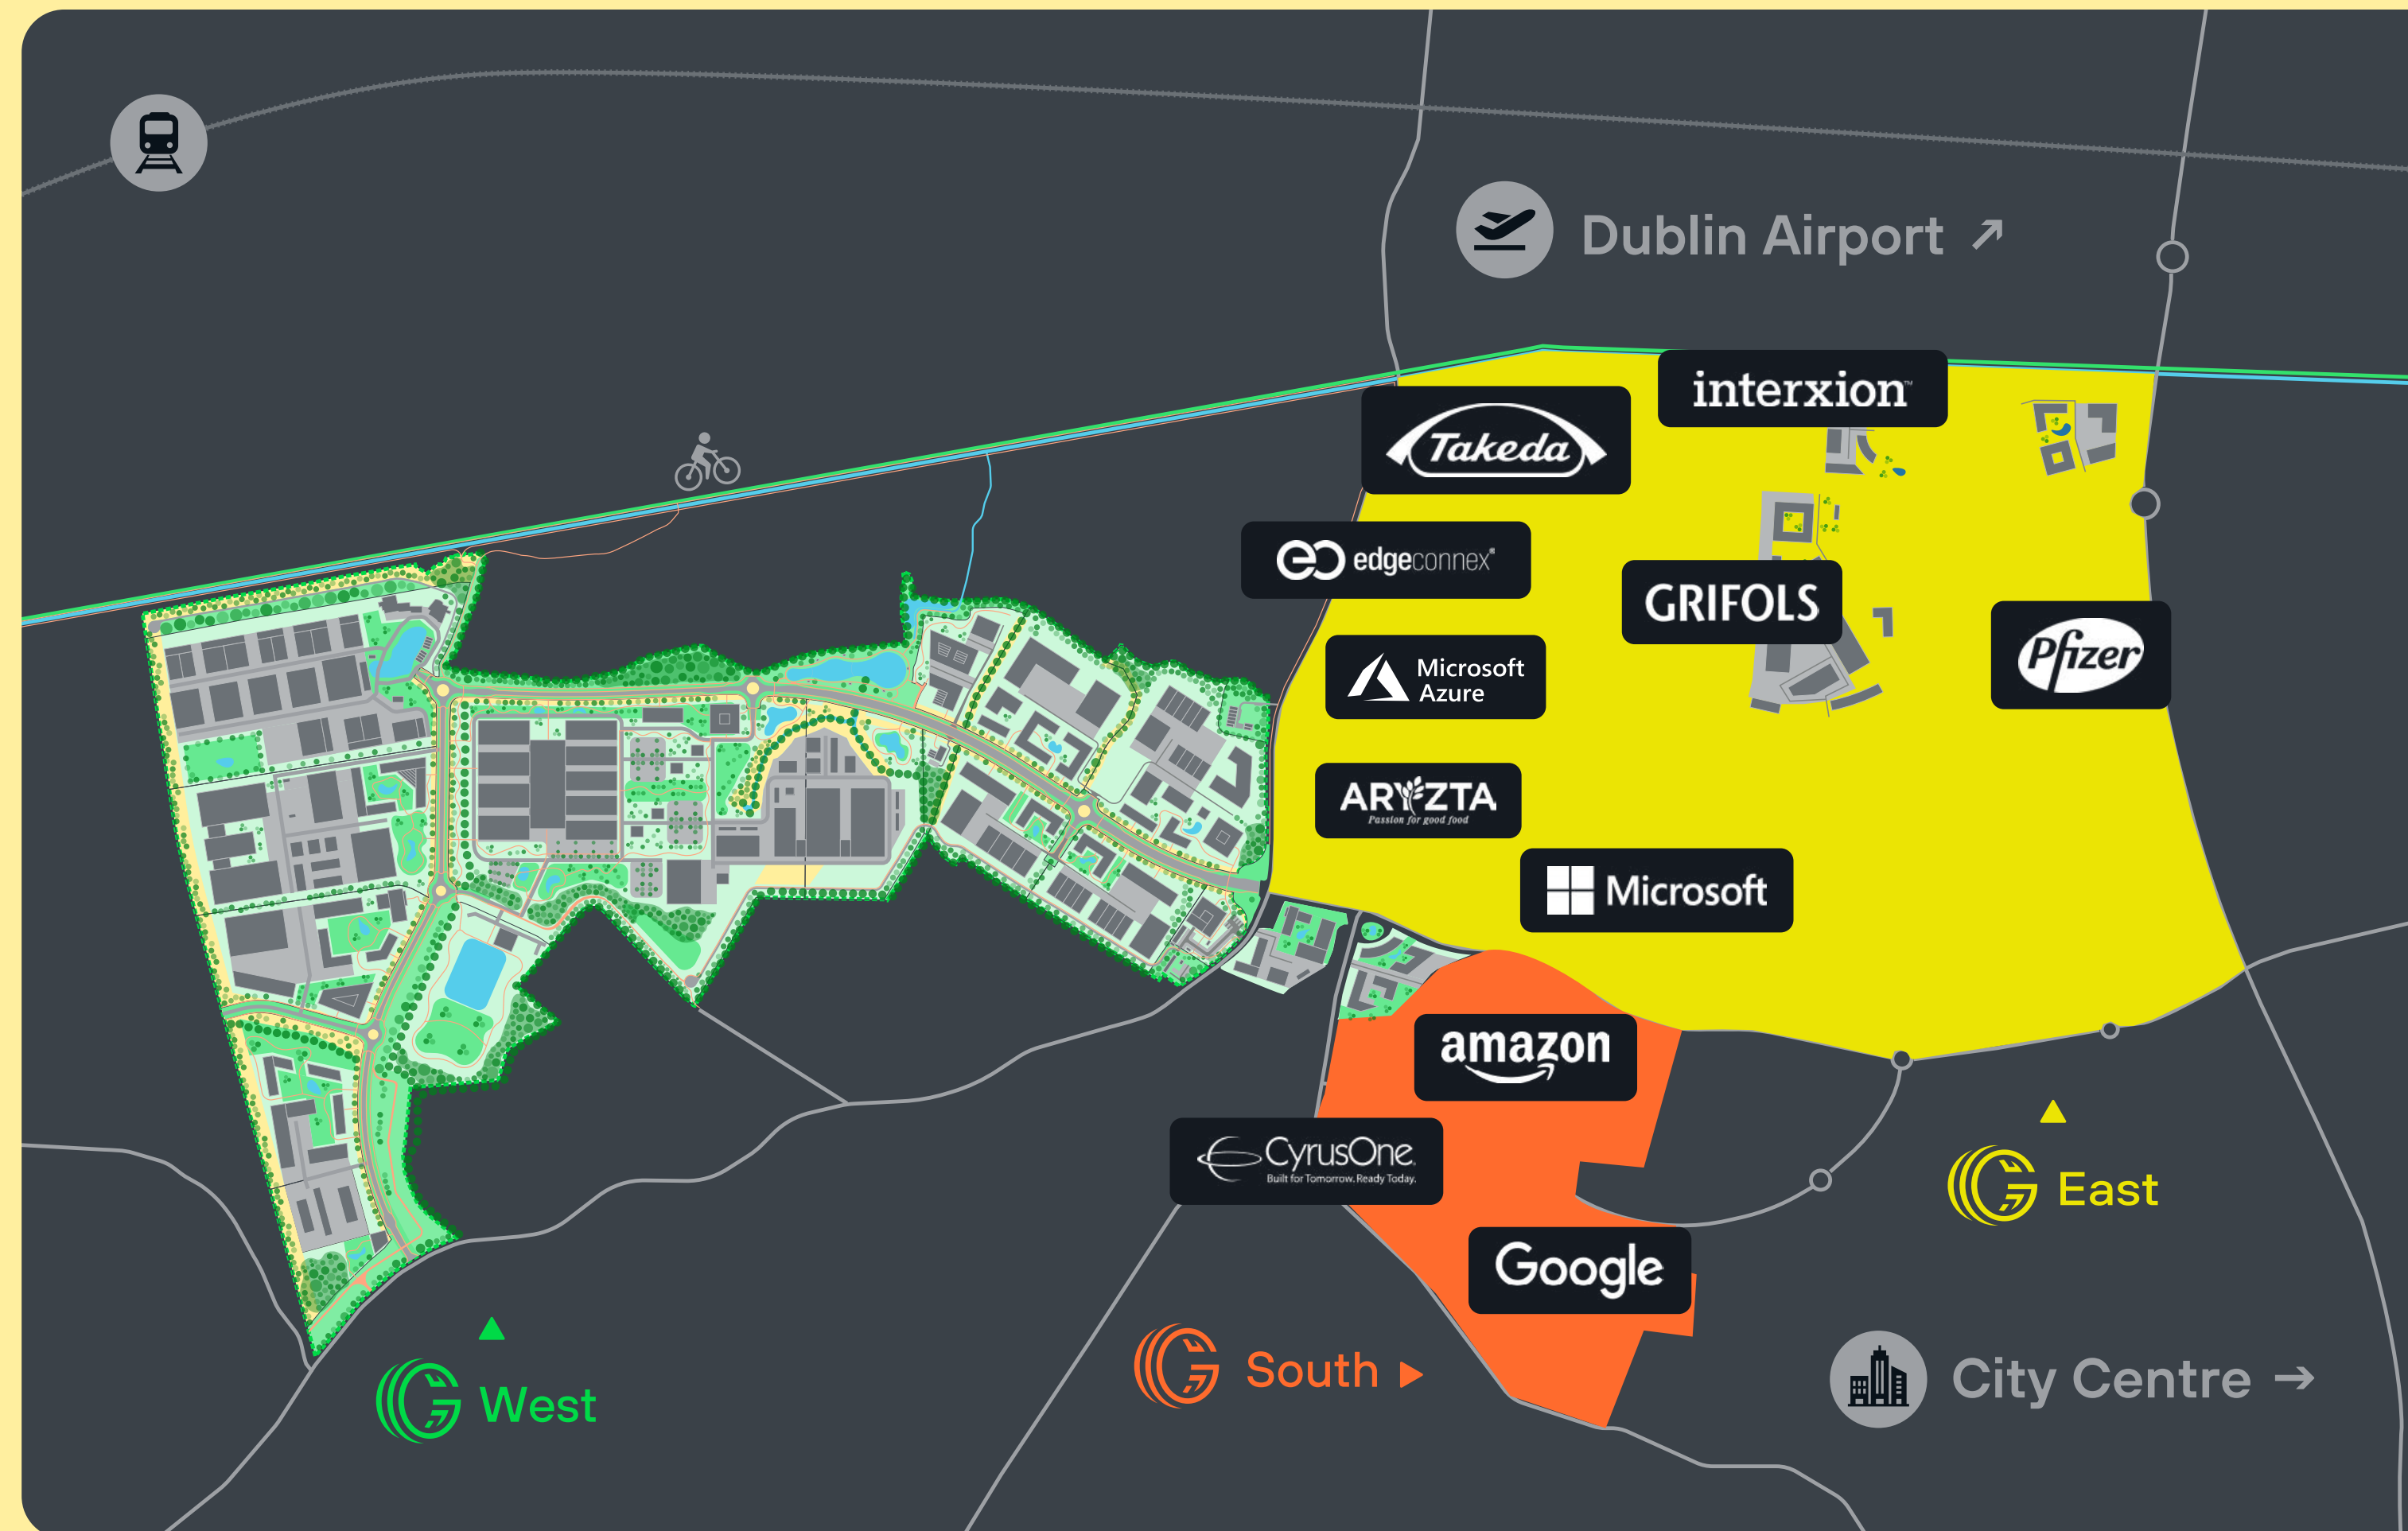 Dublin Airport ↗
interxion™
Takeda
edgeconnex®
GRIFOLS
Pfizer
Microsoft
Azure
ARYZTA
Passion for good food
Microsoft
amazon
CyrusOne.
Built for Tomorrow. Ready Today.
East
Google
South
City Centre →
West